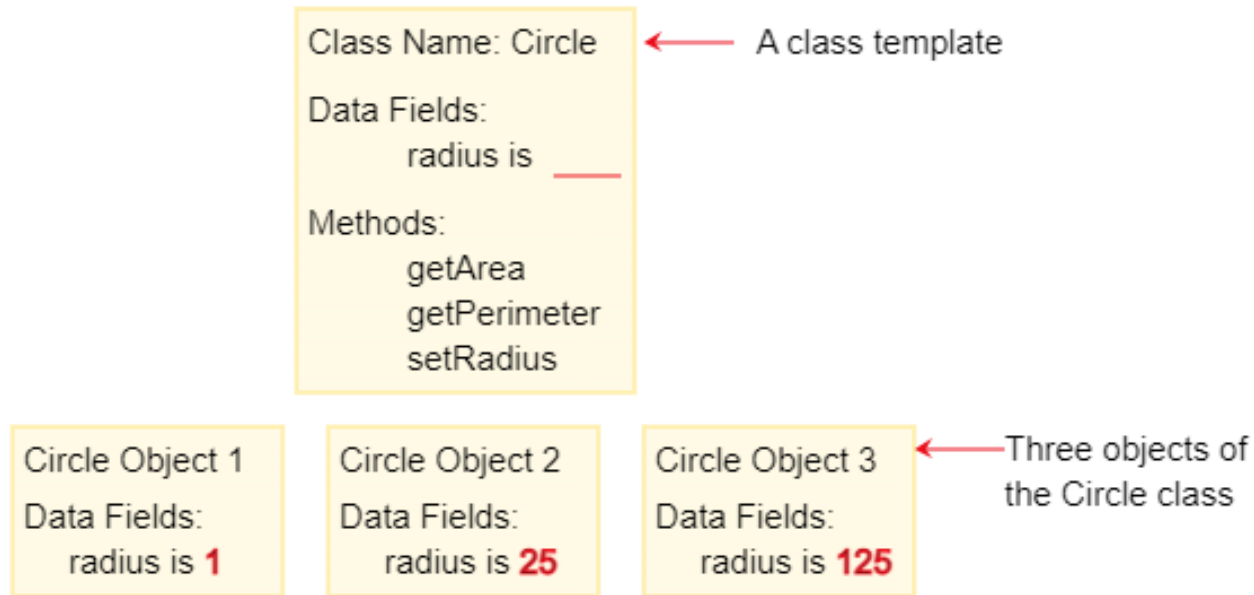 Class Name: Circle
A class template
Data Fields:
radius is ____
Methods:
getArea
getPerimeter
setRadius
Circle Object 1
Data Fields:
radius is 1
Circle Object 2
Data Fields:
radius is 25
Circle Object 3
Data Fields:
radius is 125
Three objects of
the Circle class